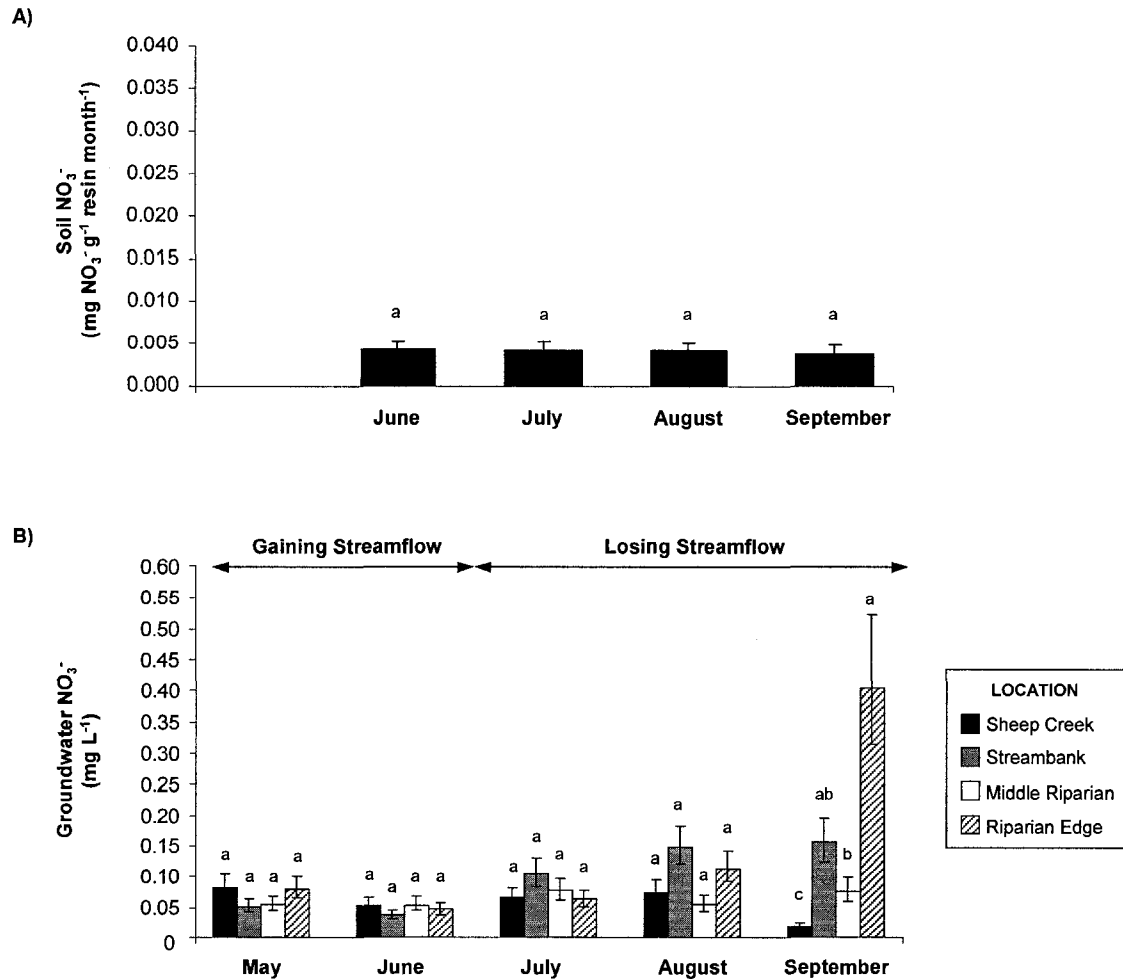 A)
Soil NO₃⁻
(mg NO₃⁻ g⁻¹ resin month⁻¹)
0.040
0.035
0.030
0.025
0.020
0.015
0.010
0.005
0.000
a a a a
June July August September
B)
Gaining Streamflow Losing Streamflow
Groundwater NO₃⁻
(mg L⁻¹)
0.60
0.55
0.50
0.45
0.40
0.35
0.30
0.25
0.20
0.15
0.10
0.05
0
a a a a
a a a a
a a a a
a a a a
c ab b a
May June July August September
LOCATION
Sheep Creek
Streambank
Middle Riparian
Riparian Edge